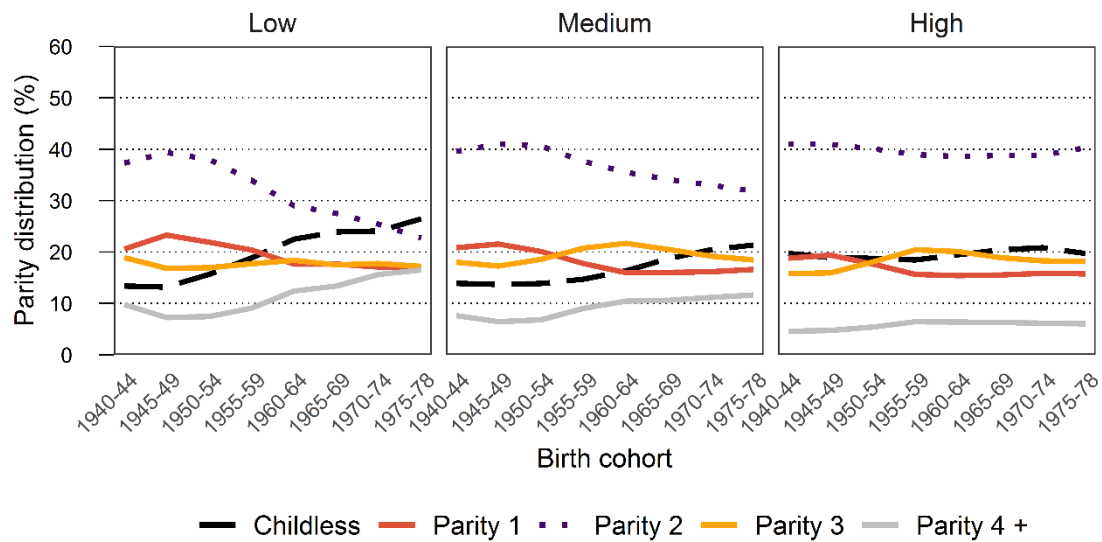 Low Medium High
Parity distribution (%)
60
50
40
30
20
10
0
1940-44 1945-49 1950-54 1955-59 1960-64 1965-69 1970-74 1975-78 1940-44 1945-49 1950-54 1955-59 1960-64 1965-69 1970-74 1975-78 1940-44 1945-49 1950-54 1955-59 1960-64 1965-69 1970-74 1975-78
Birth cohort
Childless Parity 1 Parity 2 Parity 3 Parity 4 +